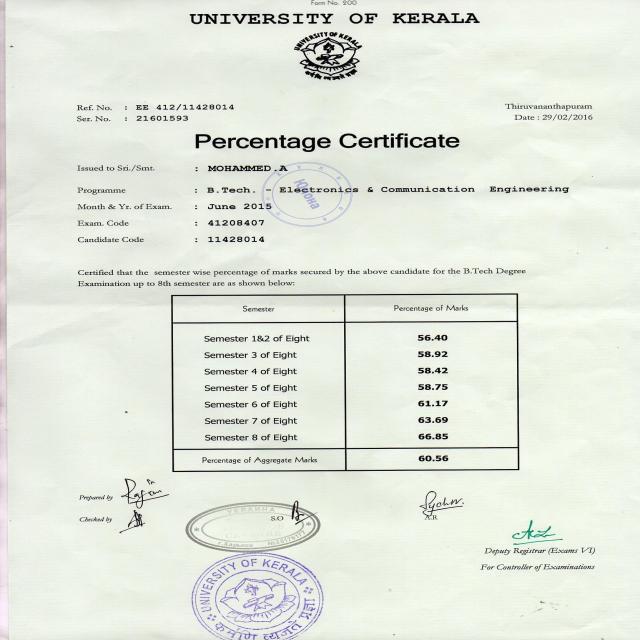 Form No. 200
UNIVERSITY OF KERALA
Ref. No. : EE 412/11428014
Thiruvananthapuram
Ser. No. : 21601593
Date : 29/02/2016
Percentage Certificate
Issued to Sri./Smt. : MOHAMMED.A
Programme : B.Tech. - Electronics & Communication Engineering
Month & Yr. of Exam. : June 2015
Exam. Code : 41208407
Candidate Code : 11428014
Certified that the semester wise percentage of marks secured by the above candidate for the B.Tech Degree
Examination up to 8th semester are as shown below:
Semester Percentage of Marks
Semester 1&2 of Eight 56.40
Semester 3 of Eight 58.92
Semester 4 of Eight 58.42
Semester 5 of Eight 58.75
Semester 6 of Eight 61.17
Semester 7 of Eight 63.69
Semester 8 of Eight 66.85
Percentage of Aggregate Marks 60.56
Prepared by
Checked by
S.O
A.R
Deputy Registrar (Exams VI)
For Controller of Examinations
UNIVERSITY OF KERALA
कर्मणि व्यज्यते प्रज्ञा